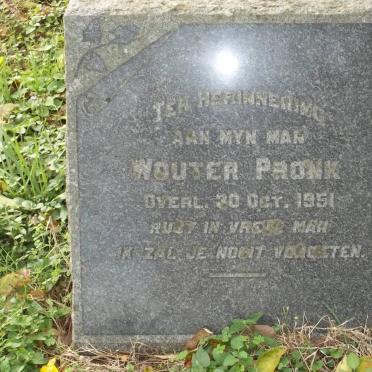 TER HERINNERING
AAN MYN MAN
WOUTER PRONK
OVERL. 30 OCT. 1951
RUST IN VREDE MAN
IK ZAL JE NOOIT VERGETEN.